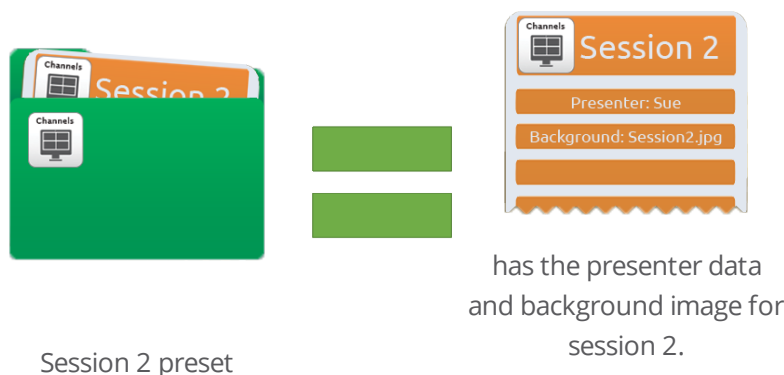 Channels
Session 2
Channels
Session 2 preset
Channels
Session 2
Presenter: Sue
Background: Session2.jpg
has the presenter data
and background image for
session 2.